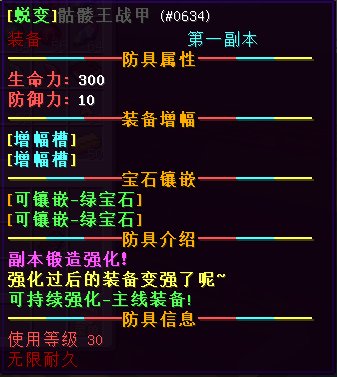 [蜕变]骷髅王战甲 (#0634)
装备 第一副本
防具属性
生命力: 300
防御力: 10
装备增幅
[增幅槽]
[增幅槽]
宝石镶嵌
[可镶嵌-绿宝石]
[可镶嵌-绿宝石]
防具介绍
副本锻造强化!
强化过后的装备变强了呢~
可持续强化-主线装备!
防具信息
使用等级 30
无限耐久